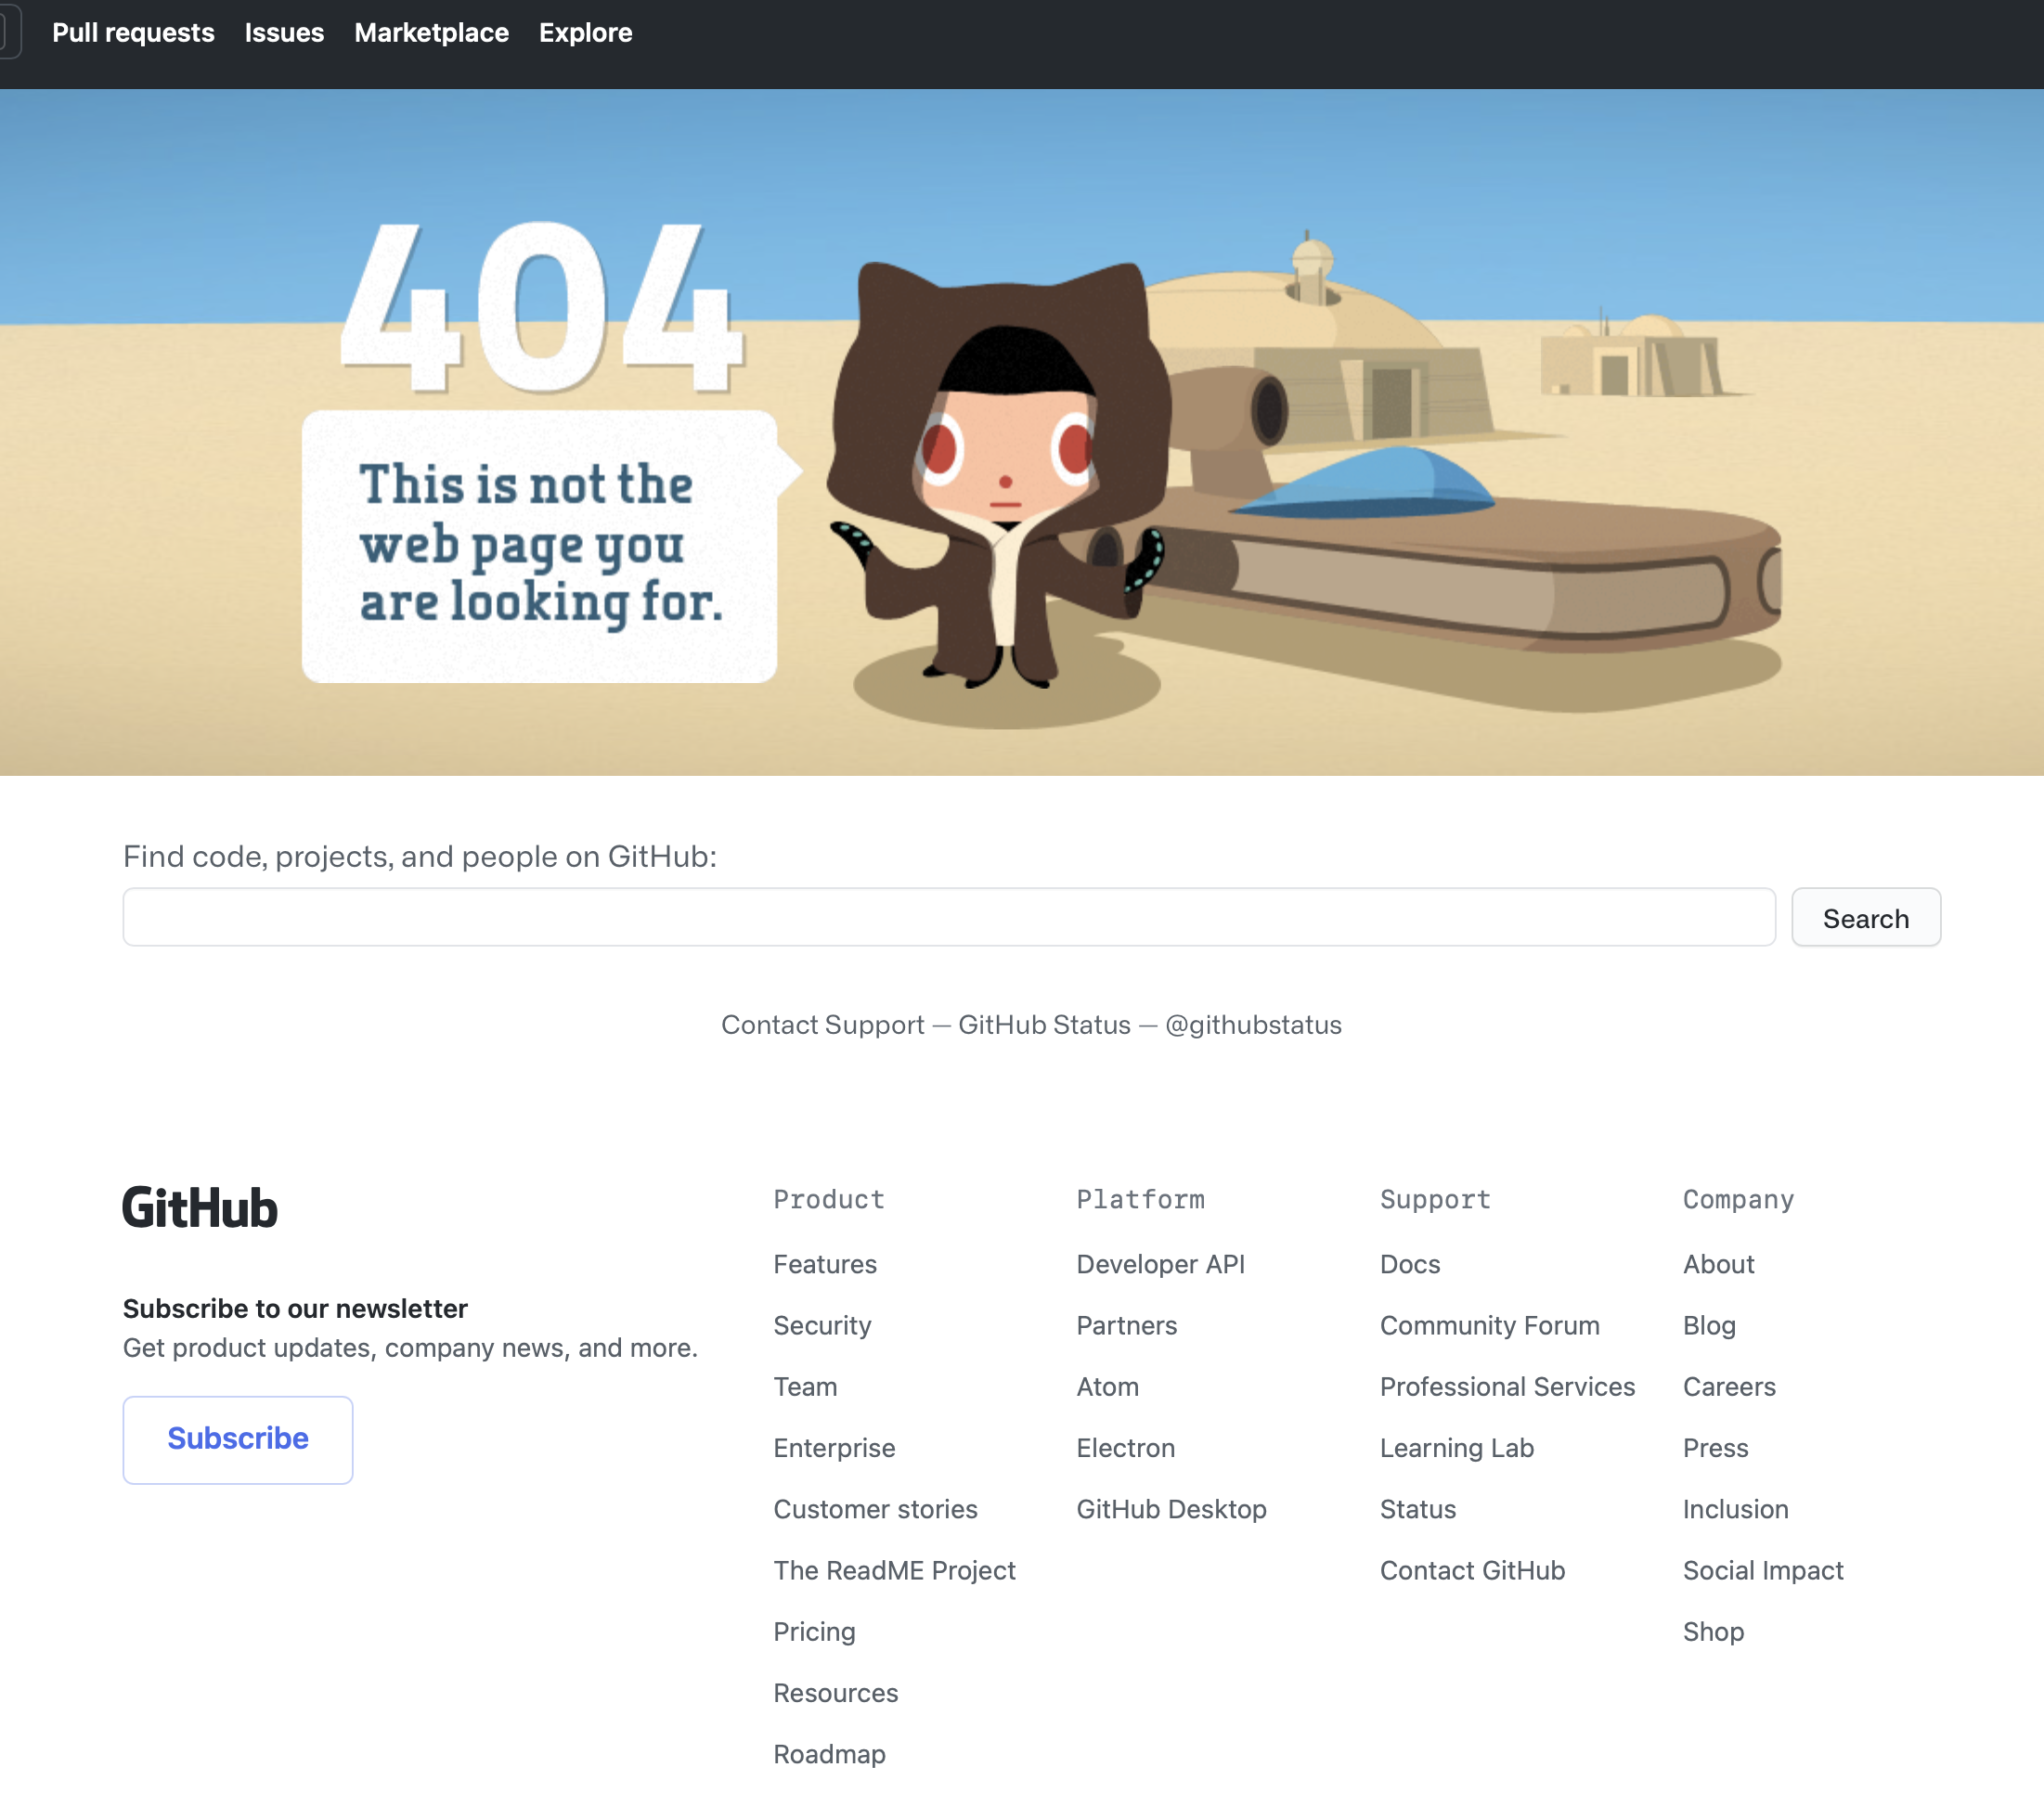 Pull requests Issues Marketplace Explore
404
This is not the
web page you
are looking for.
Find code, projects, and people on GitHub:
Search
Contact Support — GitHub Status — @githubstatus
GitHub
Subscribe to our newsletter
Get product updates, company news, and more.
Subscribe
Product
Features
Security
Team
Enterprise
Customer stories
The ReadME Project
Pricing
Resources
Roadmap
Platform
Developer API
Partners
Atom
Electron
GitHub Desktop
Support
Docs
Community Forum
Professional Services
Learning Lab
Status
Contact GitHub
Company
About
Blog
Careers
Press
Inclusion
Social Impact
Shop